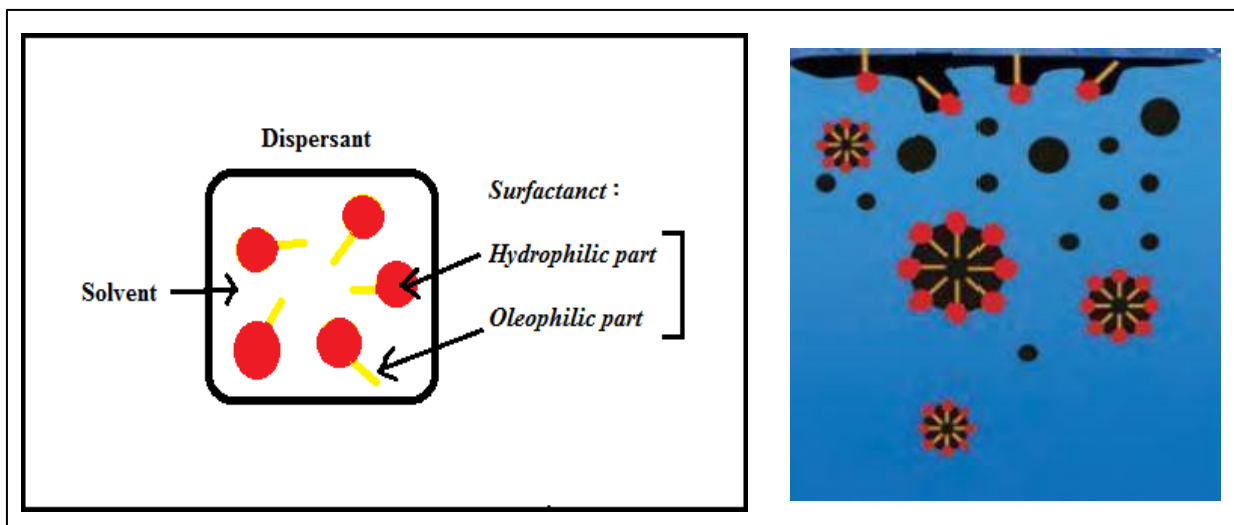 Dispersant
Surfactanct :
Hydrophilic part
Solvent
Oleophilic part